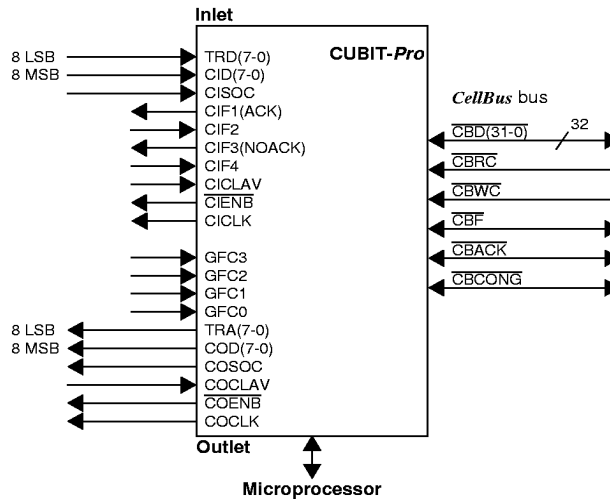 Inlet
CUBIT-Pro
8 LSB TRD(7-0)
8 MSB CID(7-0)
CISOC
CIF1(ACK)
CIF2
CIF3(NOACK)
CIF4
CICLAV
CIENB
CICLK
GFC3
GFC2
GFC1
GFC0
8 LSB TRA(7-0)
8 MSB COD(7-0)
COSOC
COCLAV
COENB
COCLK
Outlet
Microprocessor
CellBus bus
CBD(31-0) 32
CBRC
CBWC
CBF
CBACK
CBCONG